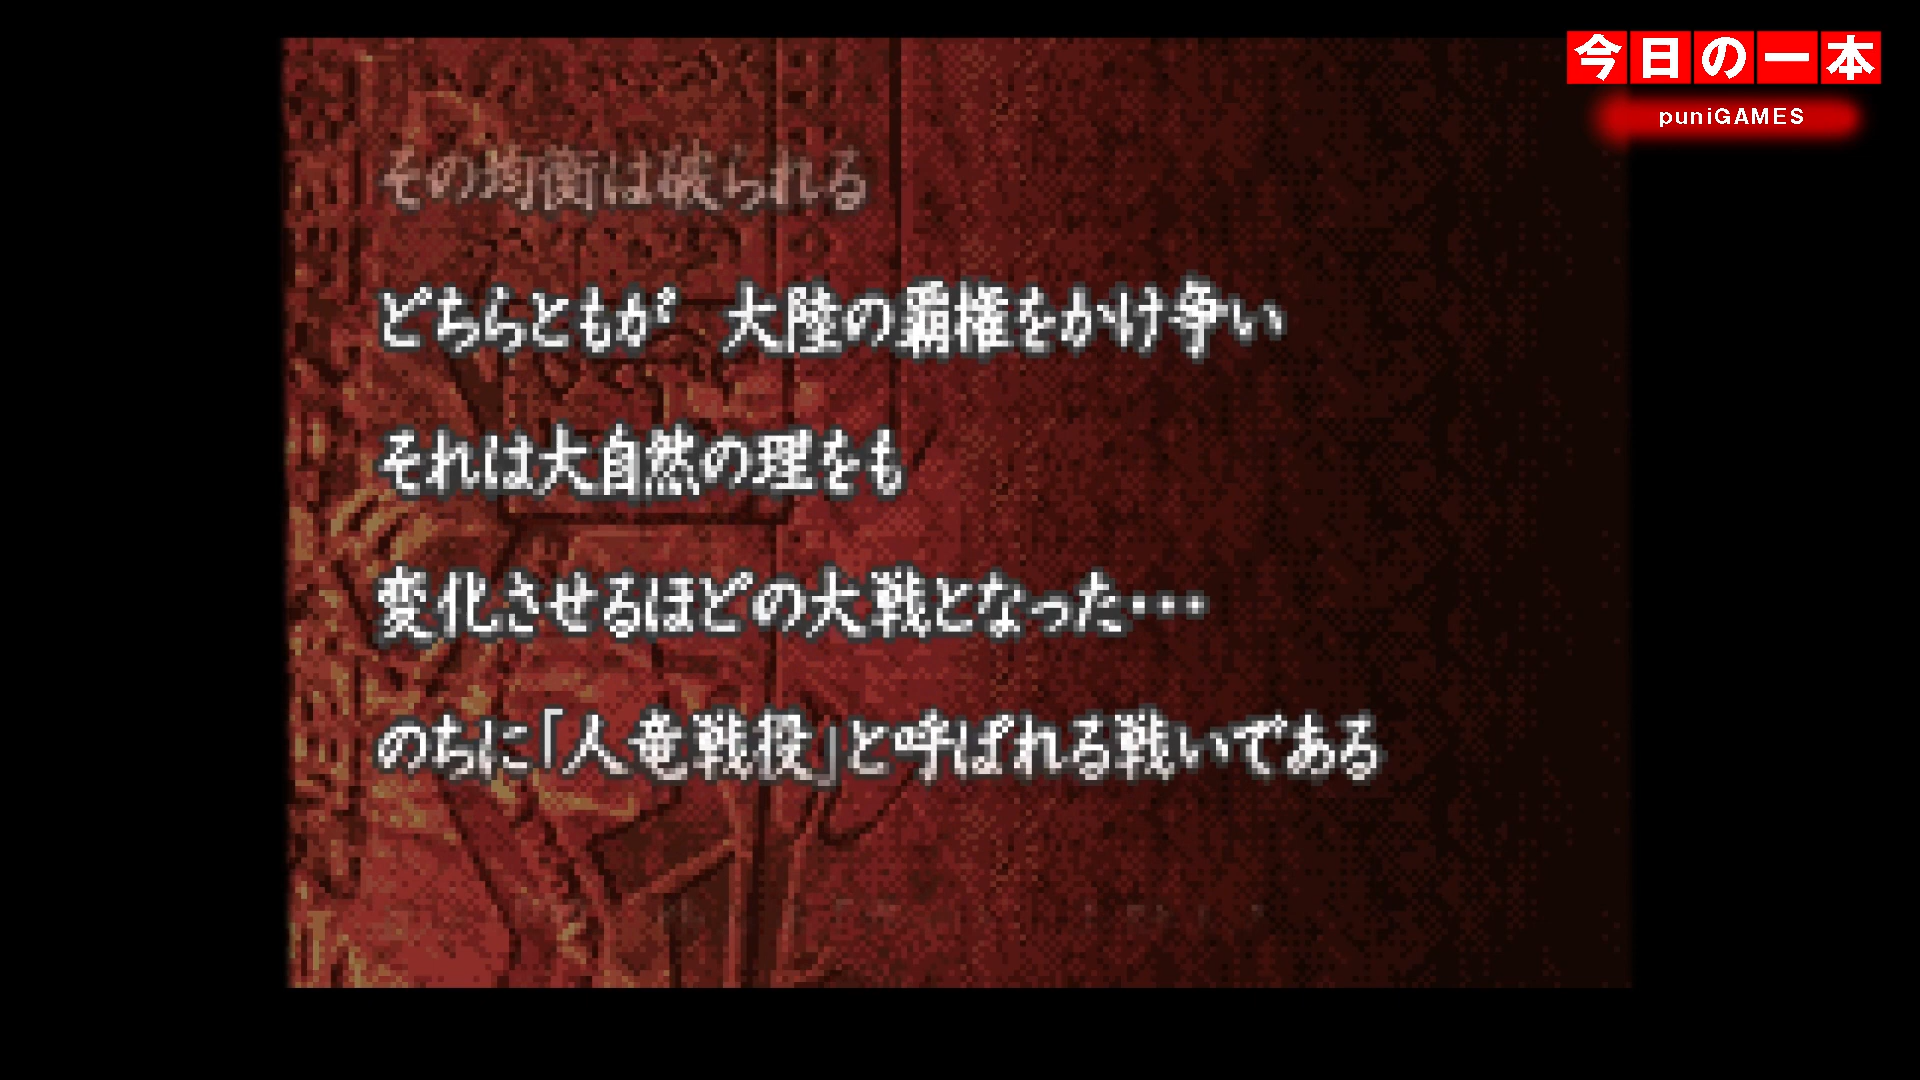 今日の一本
puniGAMES
その均衡は破られる
どちらともが 大陸の覇権をかけ争い
それは大自然の理をも
変化させるほどの大戦となった・・・
のちに「人竜戦役」と呼ばれる戦いである